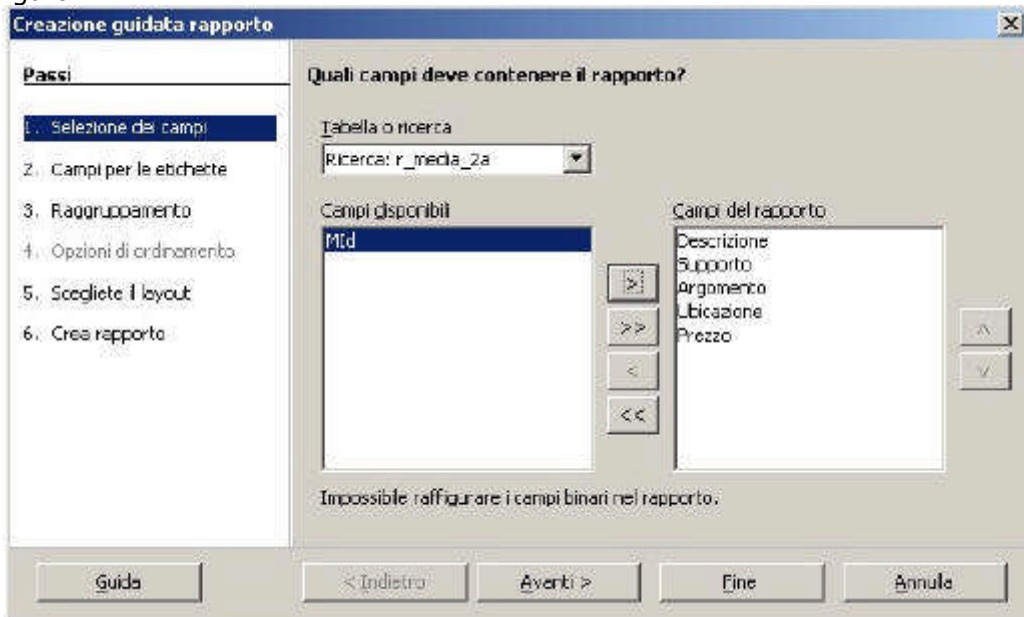 Creazione guidata rapporto
Passi
1. Selezione dei campi
2. Campi per le etichette
3. Raggruppamento
4. Opzioni di ordinamento
5. Scegliete il layout
6. Crea rapporto
Quali campi deve contenere il rapporto?
Tabella o ricerca
Ricerca: r_media_2a
Campi disponibili
MId
Campi del rapporto
Descrizione
Supporto
Argomento
Ubicazione
Prezzo
>
>>
<
<<
^
v
Impossibile raffigurare i campi binari nel rapporto.
Guida
< Indietro
Avanti >
Fine
Annulla